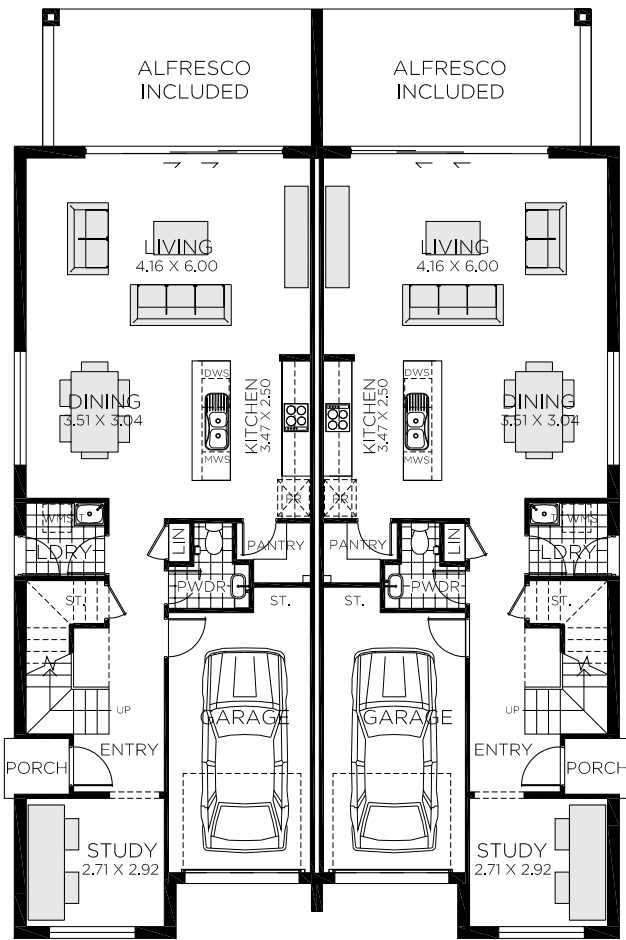 ALFRESCO
INCLUDED
ALFRESCO
INCLUDED
LIVING
4.16 X 6.00
LIVING
4.16 X 6.00
DWS
DWS
DINING
3.51 X 3.04
KITCHEN
3.47 X 2.50
KITCHEN
3.47 X 2.50
DINING
3.51 X 3.04
MWS
MWS
FR
FR
WMS
T
T
WMS
LDRY
LIN
PANTRY
PANTRY
LIN
LDRY
PWDR
PWDR
ST.
ST.
ST.
ST.
UP
GARAGE
GARAGE
UP
ENTRY
ENTRY
PORCH
PORCH
STUDY
2.71 X 2.92
STUDY
2.71 X 2.92